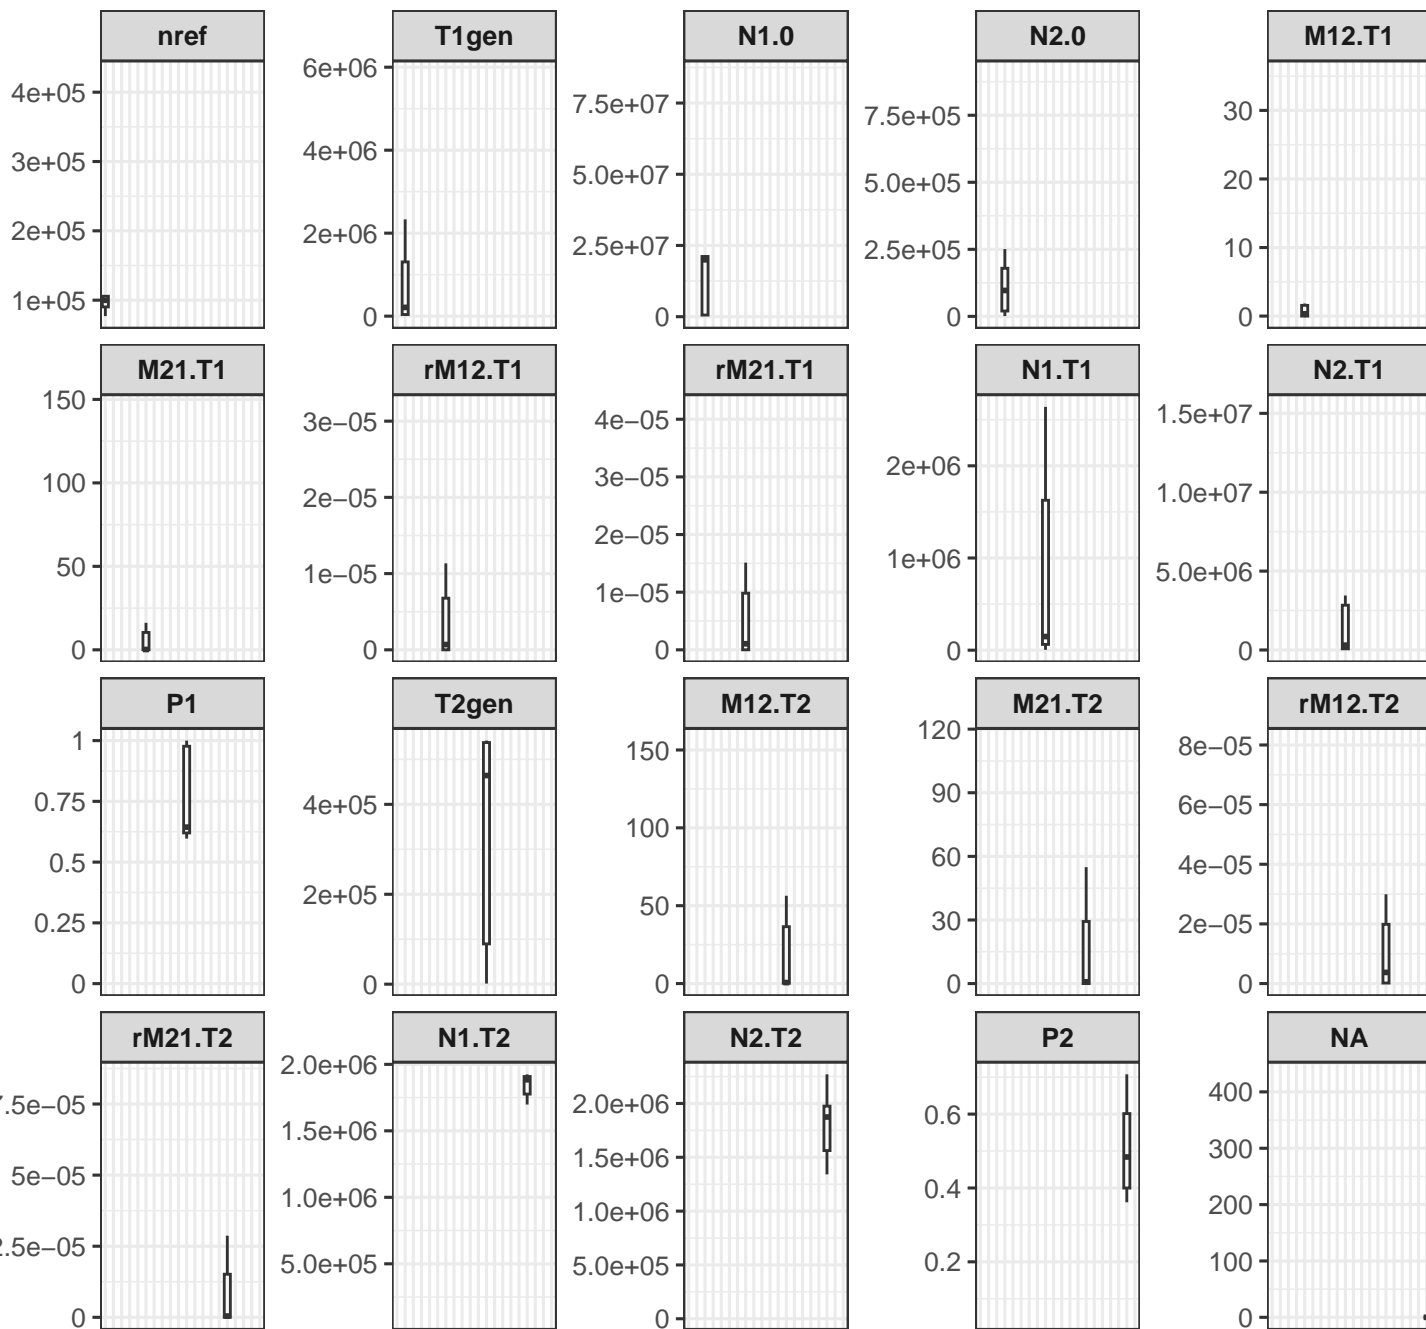 nref T1gen N1.0 N2.0 M12.T1
4e+05 3e+05 2e+05 1e+05
6e+06 4e+06 2e+06 0
7.5e+07 5.0e+07 2.5e+07 0
7.5e+05 5.0e+05 2.5e+05 0
30 20 10 0
M21.T1 rM12.T1 rM21.T1 N1.T1 N2.T1
150 100 50 0
3e−05 2e−05 1e−05 0
4e−05 3e−05 2e−05 1e−05 0
2e+06 1e+06 0
1.5e+07 1.0e+07 5.0e+06 0
P1 T2gen M12.T2 M21.T2 rM12.T2
1 0.75 0.5 0.25 0
4e+05 2e+05 0
150 100 50 0
120 90 60 30 0
8e−05 6e−05 4e−05 2e−05 0
rM21.T2 N1.T2 N2.T2 P2 NA
5e−05 0
2.0e+06 1.5e+06 1.0e+06 5.0e+05
2.0e+06 1.5e+06 1.0e+06 5.0e+05 0
0.6 0.4 0.2
400 300 200 100 0